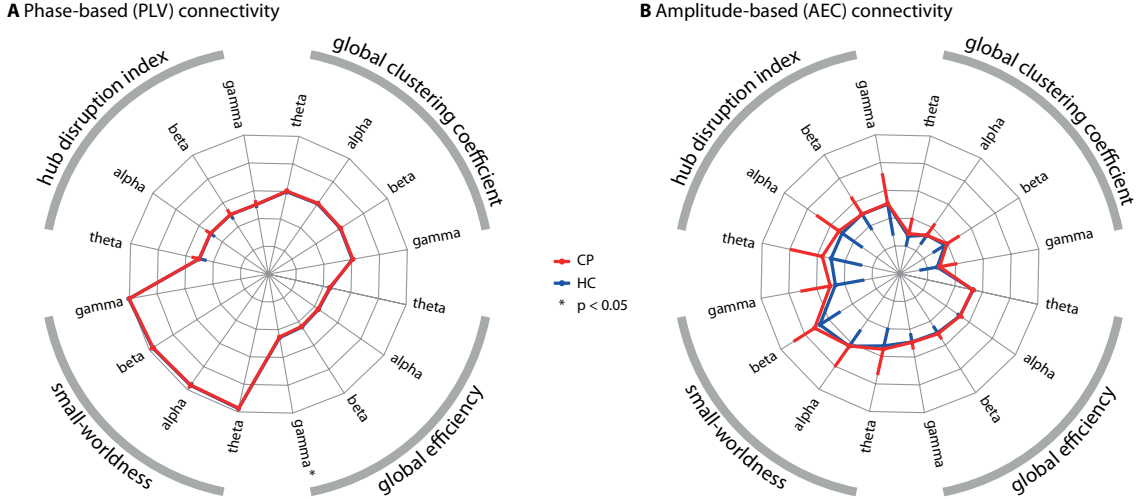 A Phase-based (PLV) connectivity
hub disruption index
global clustering coefficient
gamma
theta
beta
alpha
alpha
beta
theta
gamma
gamma
theta
beta
alpha
alpha
beta
theta
gamma *
small-worldness
global efficiency
CP
HC
* p < 0.05
B Amplitude-based (AEC) connectivity
hub disruption index
global clustering coefficient
gamma
theta
beta
alpha
alpha
beta
theta
gamma
gamma
theta
beta
alpha
alpha
beta
theta
gamma
small-worldness
global efficiency